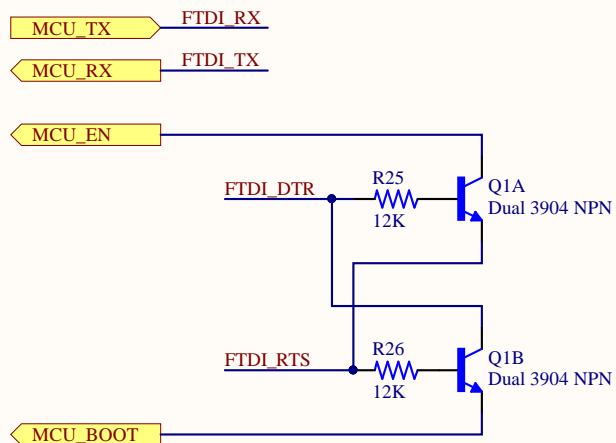 MCU_TX FTDI_RX
MCU_RX FTDI_TX
MCU_EN
FTDI_DTR
R25
12K
Q1A
Dual 3904 NPN
FTDI_RTS
R26
12K
Q1B
Dual 3904 NPN
MCU_BOOT